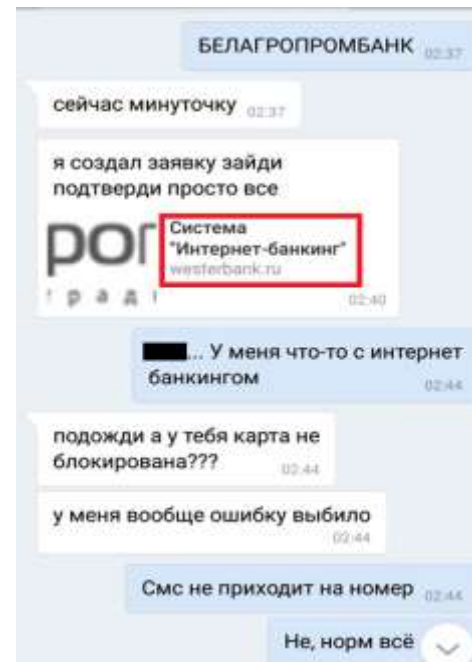 БЕЛАГРОПРОМБАНК 02:37
сейчас минуточку 02:37
я создал заявку зайди
подтверди просто все
рог
Система
"Интернет-банкинг"
westerbank.ru
град
02:40
... У меня что-то с интернет
банкингом 02:44
подожди а у тебя карта не
блокирована??? 02:44
у меня вообще ошибку выбило
02:44
Смс не приходит на номер 02:44
Не, норм всё